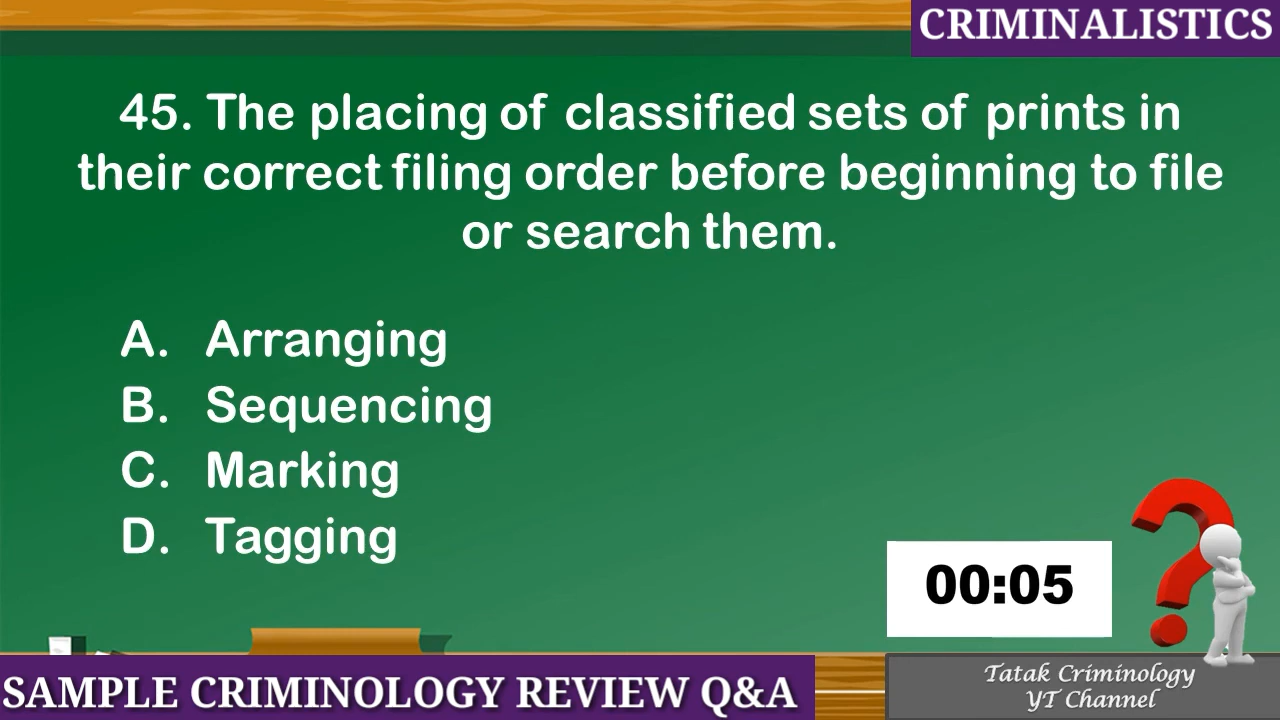 CRIMINALISTICS
45. The placing of classified sets of prints in
their correct filing order before beginning to file
or search them.
A. Arranging
B. Sequencing
C. Marking
D. Tagging
00:05
SAMPLE CRIMINOLOGY REVIEW Q&A
Tatak Criminology
YT Channel